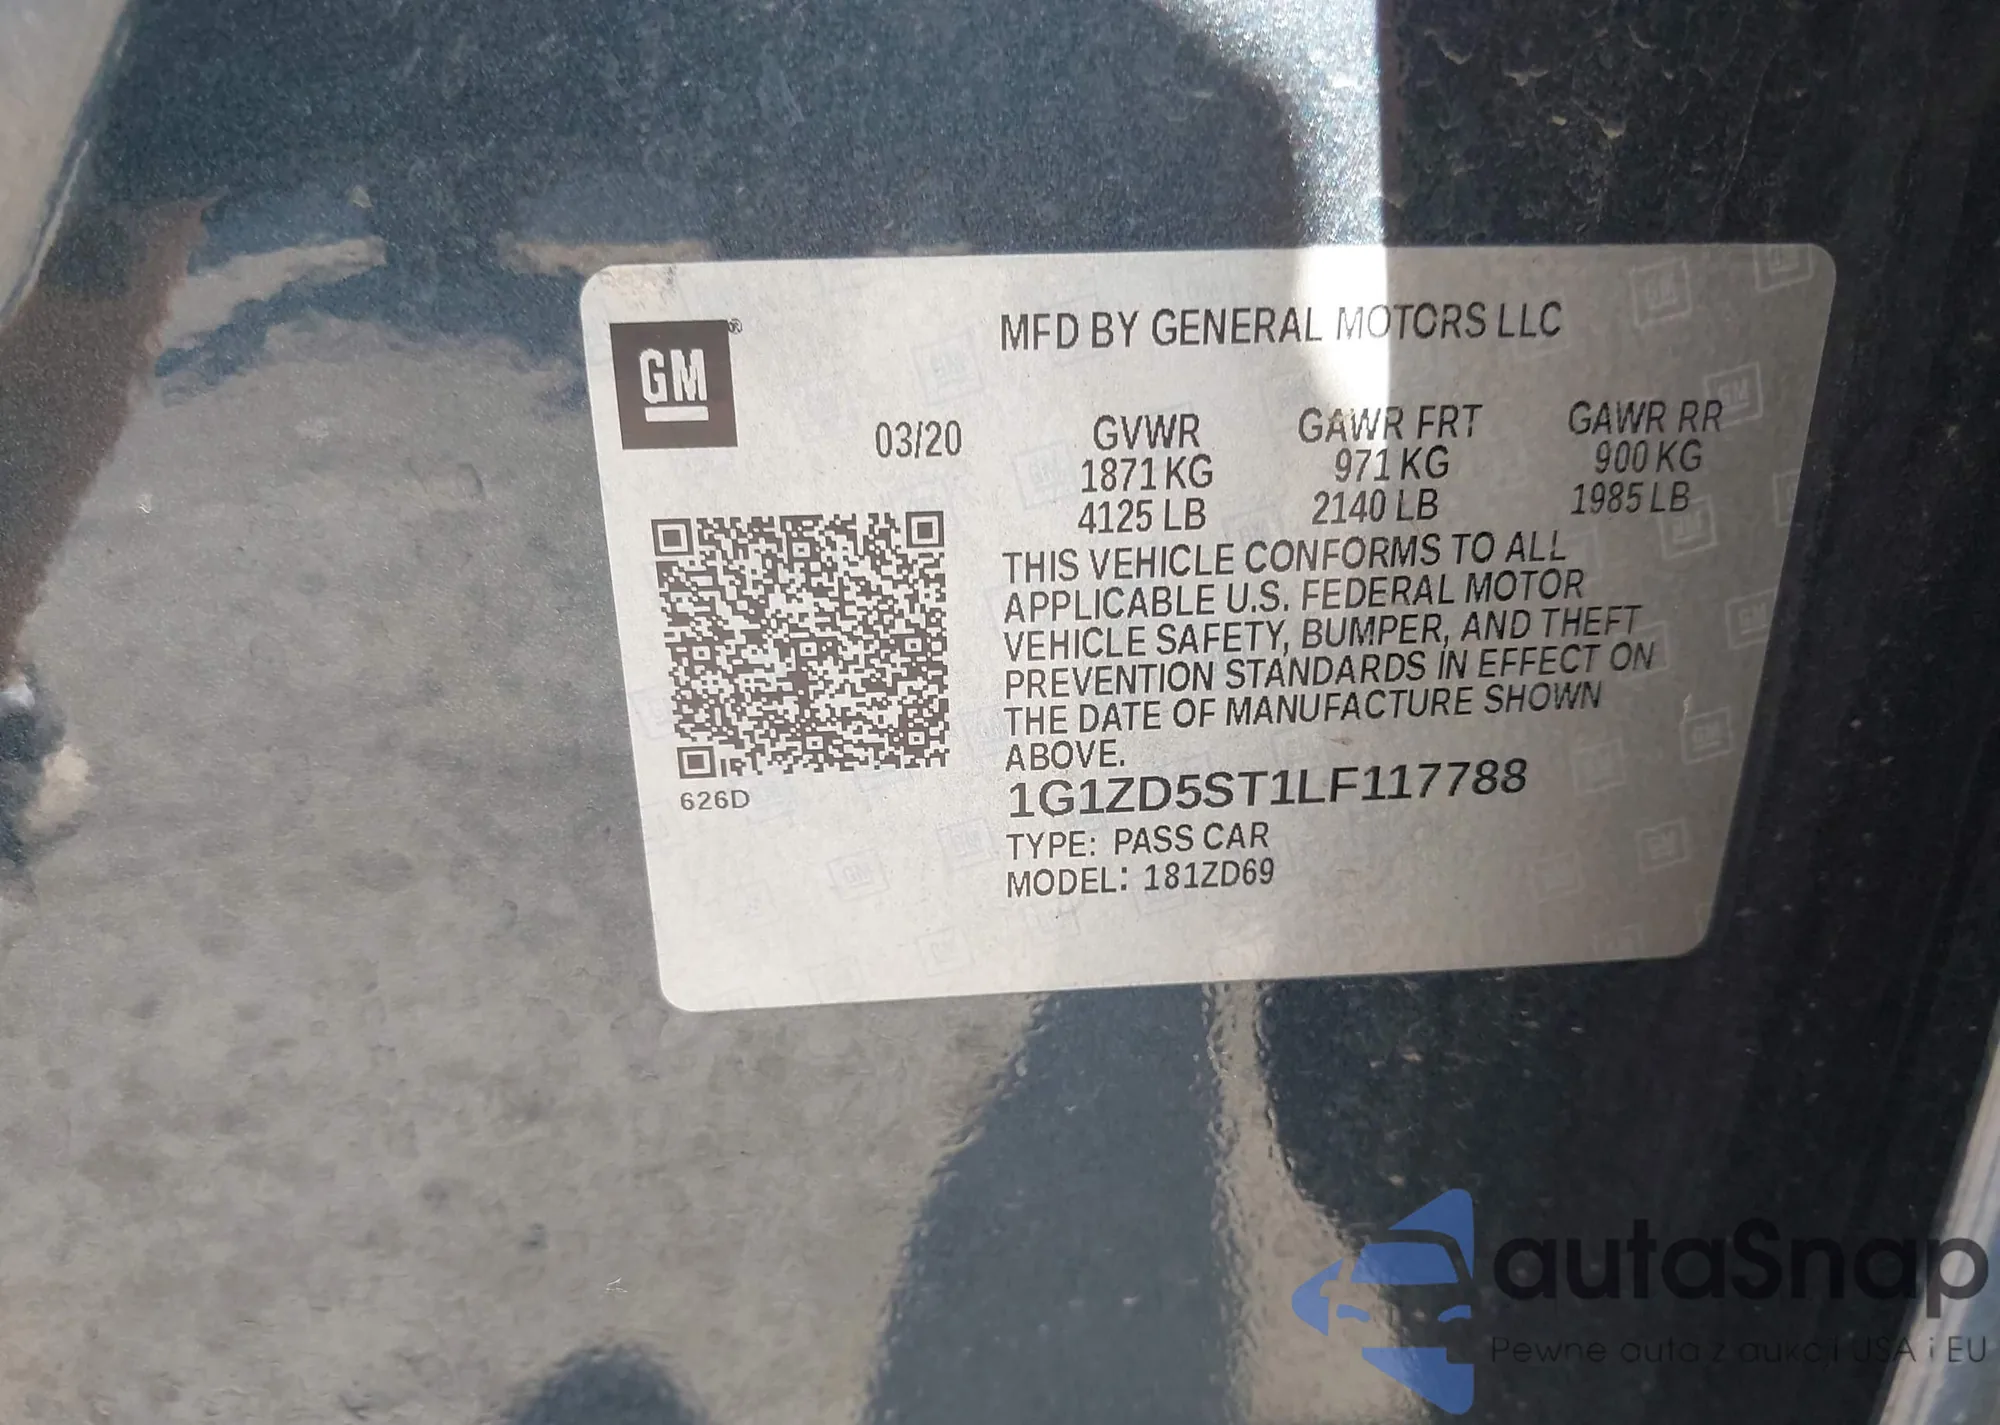 GM®
MFD BY GENERAL MOTORS LLC
03/20
GVWR GAWR FRT GAWR RR
1871 KG 971 KG 900 KG
4125 LB 2140 LB 1985 LB
THIS VEHICLE CONFORMS TO ALL
APPLICABLE U.S. FEDERAL MOTOR
VEHICLE SAFETY, BUMPER, AND THEFT
PREVENTION STANDARDS IN EFFECT ON
THE DATE OF MANUFACTURE SHOWN
ABOVE.
1G1ZD5ST1LF117788
TYPE: PASS CAR
MODEL: 181ZD69
626D
autaSnap
Pewne auta z aukcji USA i EU